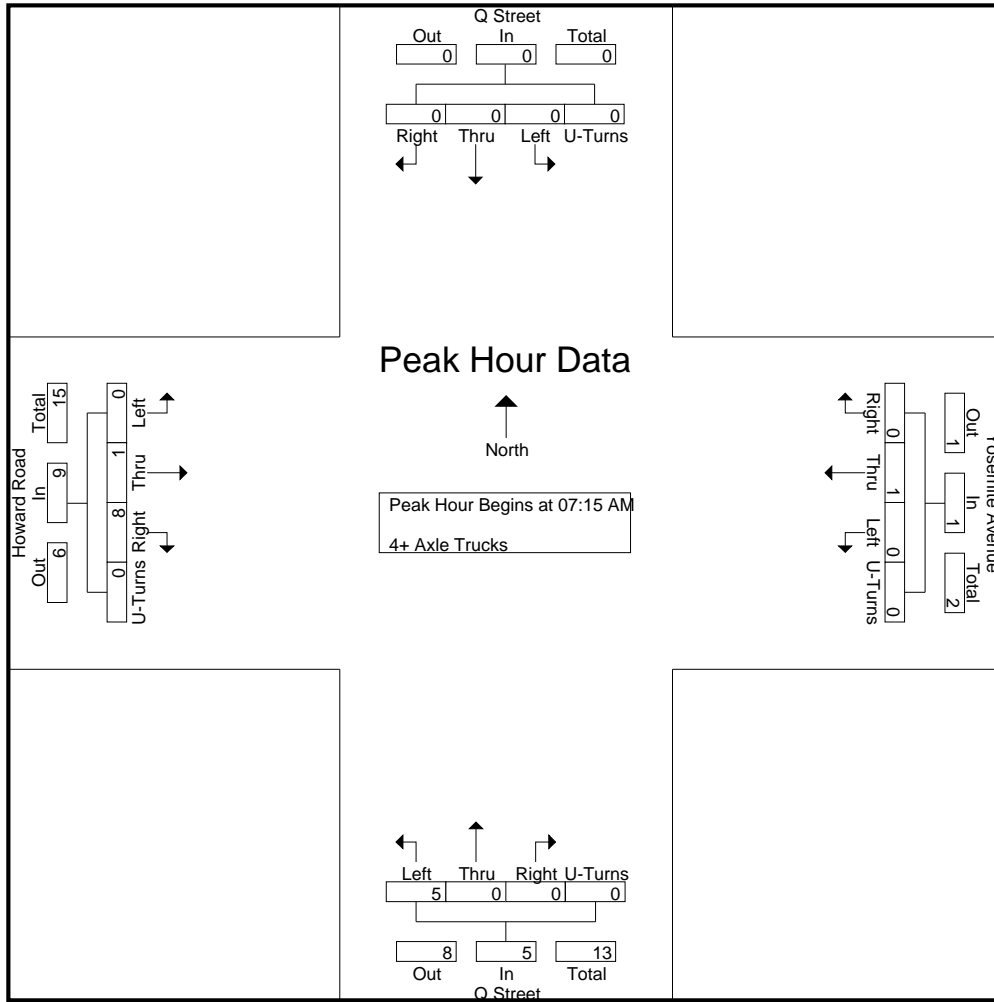 Q Street
Out In Total
0 0 0
0 0 0 0
Right Thru Left U-Turns
Peak Hour Data
North
Peak Hour Begins at 07:15 AM
4+ Axle Trucks
Howard Road
Total In Out
15 9 6
0 1 8 0
Left Thru Right U-Turns
Yosemite Avenue
Out In Total
1 1 2
0 1 0 0
Right Thru Left U-Turns
Left Thru Right U-Turns
5 0 0 0
8 5 13
Out In Total
Q Street